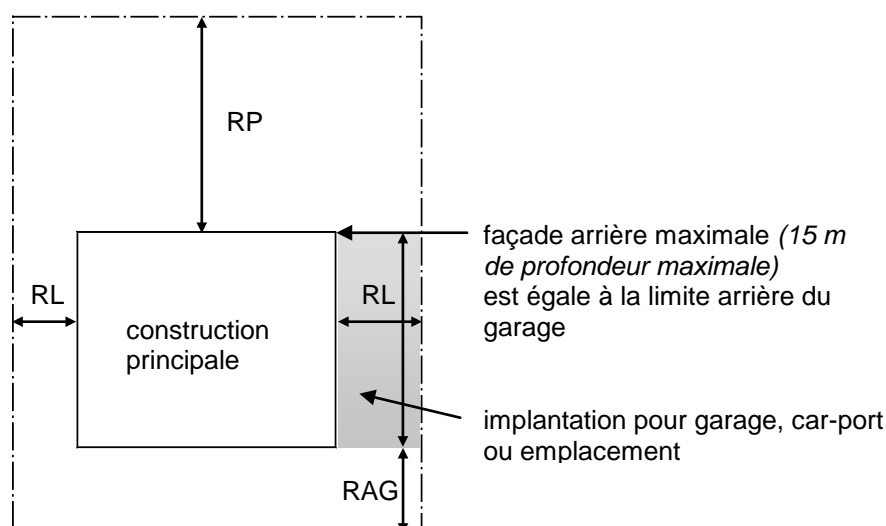 RP
façade arrière maximale (15 m
de profondeur maximale)
est égale à la limite arrière du
garage
RL
RL
construction
principale
implantation pour garage, car-port
ou emplacement
RAG